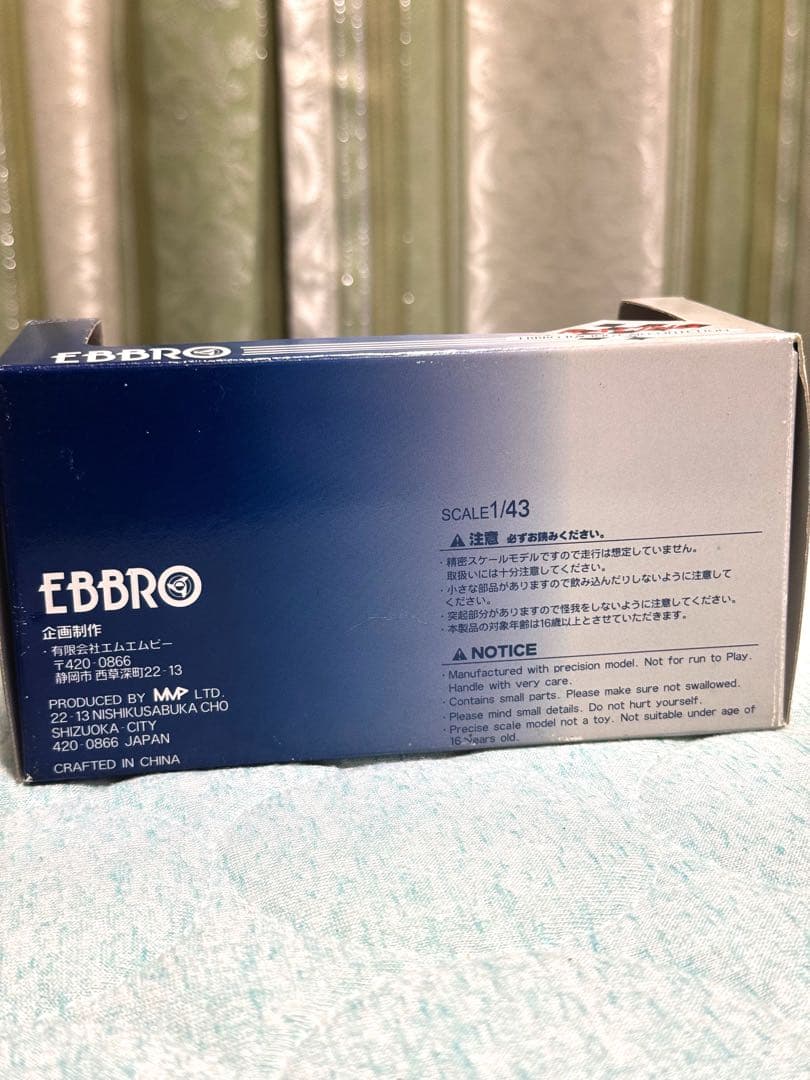 EBBRO
SCALE1/43
注意 必ずお読みください。
・精密スケールモデルですので走行は想定していません。
取扱いには十分注意してください。
・小さな部品がありますので飲み込んだりしないように注意して
ください。
・突起部分がありますので怪我をしないように注意してください。
・本製品の対象年齢は16歳以上とさせていただきます。
NOTICE
・Manufactured with precision model. Not for run to Play.
Handle with very care.
・Contains small parts. Please make sure not swallowed.
・Please mind small details. Do not hurt yourself.
・Precise scale model not a toy. Not suitable under age of
16 years old.
EBBRO
企画制作
・有限会社エムエムピー
〒420-0866
静岡市 西草深町22-13
PRODUCED BY MMP LTD.
22-13 NISHIKUSABUKA CHO
SHIZUOKA-CITY
420-0866 JAPAN
CRAFTED IN CHINA